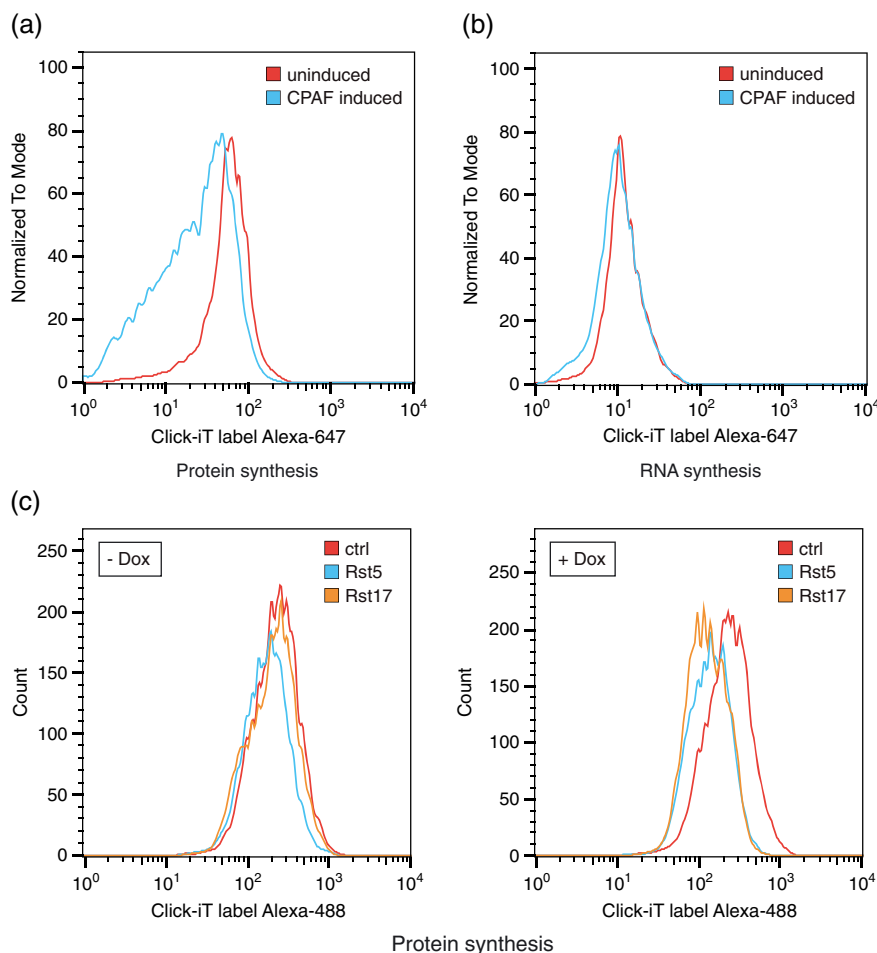 (a)
Normalized To Mode
100
80
60
40
20
0
uninduced
CPAF induced
10^0 10^1 10^2 10^3 10^4
Click-iT label Alexa-647
Protein synthesis
(b)
Normalized To Mode
100
80
60
40
20
0
uninduced
CPAF induced
10^0 10^1 10^2 10^3 10^4
Click-iT label Alexa-647
RNA synthesis
(c)
Count
250
200
150
100
50
0
- Dox
ctrl
Rst5
Rst17
10^0 10^1 10^2 10^3 10^4
Click-iT label Alexa-488
Count
250
200
150
100
50
0
+ Dox
ctrl
Rst5
Rst17
10^0 10^1 10^2 10^3 10^4
Click-iT label Alexa-488
Protein synthesis